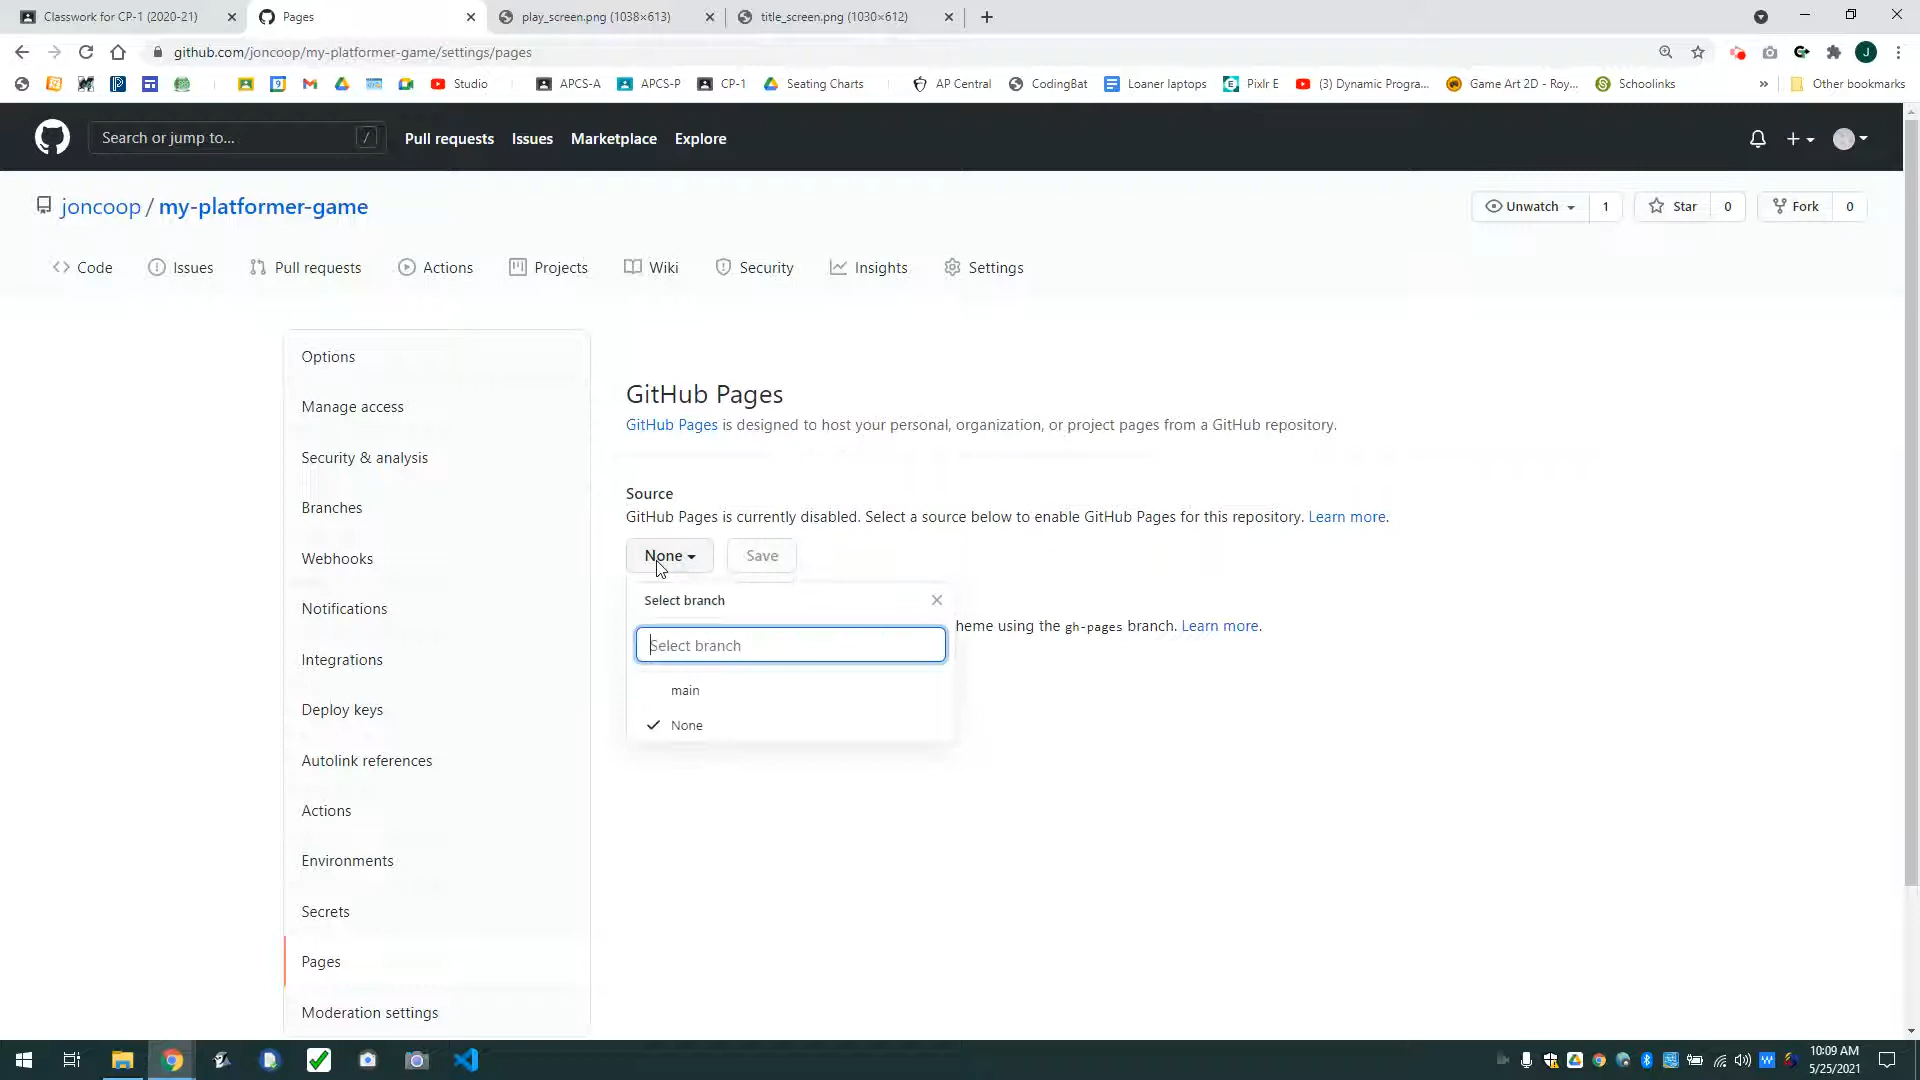 Classwork for CP-1 (2020-21)
Pages
play_screen.png (1038×613)
title_screen.png (1030×612)
github.com/joncoop/my-platformer-game/settings/pages
J
Studio
APCS-A
APCS-P
CP-1
Seating Charts
AP Central
CodingBat
Loaner laptops
Pixlr E
(3) Dynamic Progra...
Game Art 2D - Roy...
Schoolinks
»
Other bookmarks
Search or jump to...
/
Pull requests
Issues
Marketplace
Explore
joncoop / my-platformer-game
Unwatch
1
Star
0
Fork
0
Code
Issues
Pull requests
Actions
Projects
Wiki
Security
Insights
Settings
Options
Manage access
Security & analysis
Branches
Webhooks
Notifications
Integrations
Deploy keys
Autolink references
Actions
Environments
Secrets
Pages
Moderation settings
GitHub Pages
GitHub Pages is designed to host your personal, organization, or project pages from a GitHub repository.
Source
GitHub Pages is currently disabled. Select a source below to enable GitHub Pages for this repository. Learn more.
None
Save
Select branch
heme using the gh-pages branch. Learn more.
Select branch
main
None
10:09 AM
5/25/2021